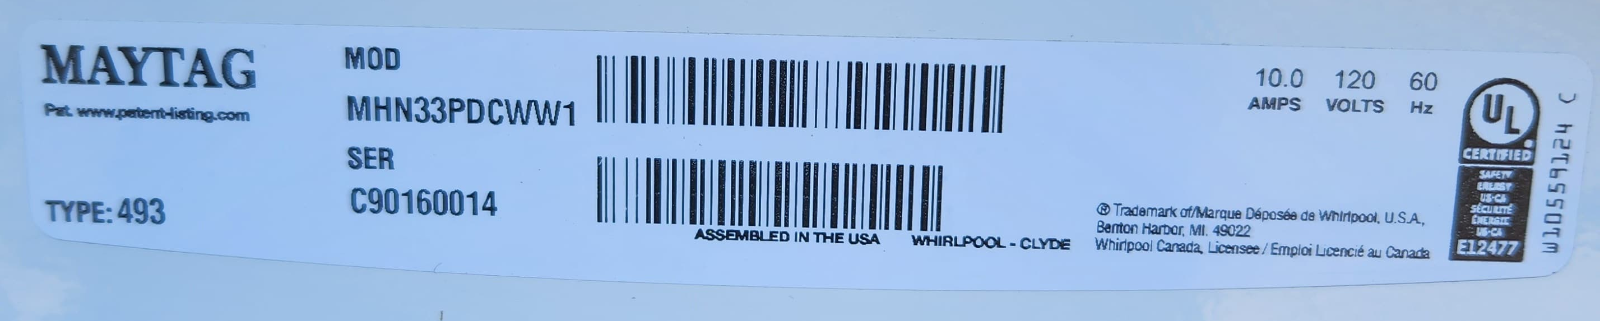 MAYTAG
Pat. www.patent-listing.com
TYPE: 493
MOD
MHN33PDCWW1
SER
C90160014
ASSEMBLED IN THE USA WHIRLPOOL - CLYDE
10.0 120 60
AMPS VOLTS Hz
® Trademark of/Marque Déposée de Whirlpool, U.S.A.,
Benton Harbor, MI. 49022
Whirlpool Canada, Licensee / Emploi Licencié au Canada
UL
CERTIFIED
SAFETY
ENERGY
US-CA
SÉCURITÉ
ÉNERGIE
US-CA
E12477
W10559124 C